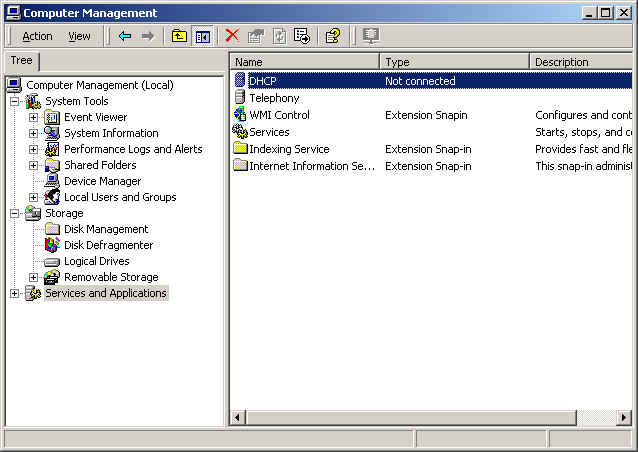 Computer Management
Action View
Tree
Computer Management (Local)
System Tools
Event Viewer
System Information
Performance Logs and Alerts
Shared Folders
Device Manager
Local Users and Groups
Storage
Disk Management
Disk Defragmenter
Logical Drives
Removable Storage
Services and Applications
Name Type Description
DHCP Not connected
Telephony
WMI Control Extension Snapin Configures and cont
Services Starts, stops, and c
Indexing Service Extension Snap-in Provides fast and fle
Internet Information Se... Extension Snap-in This snap-in adminis